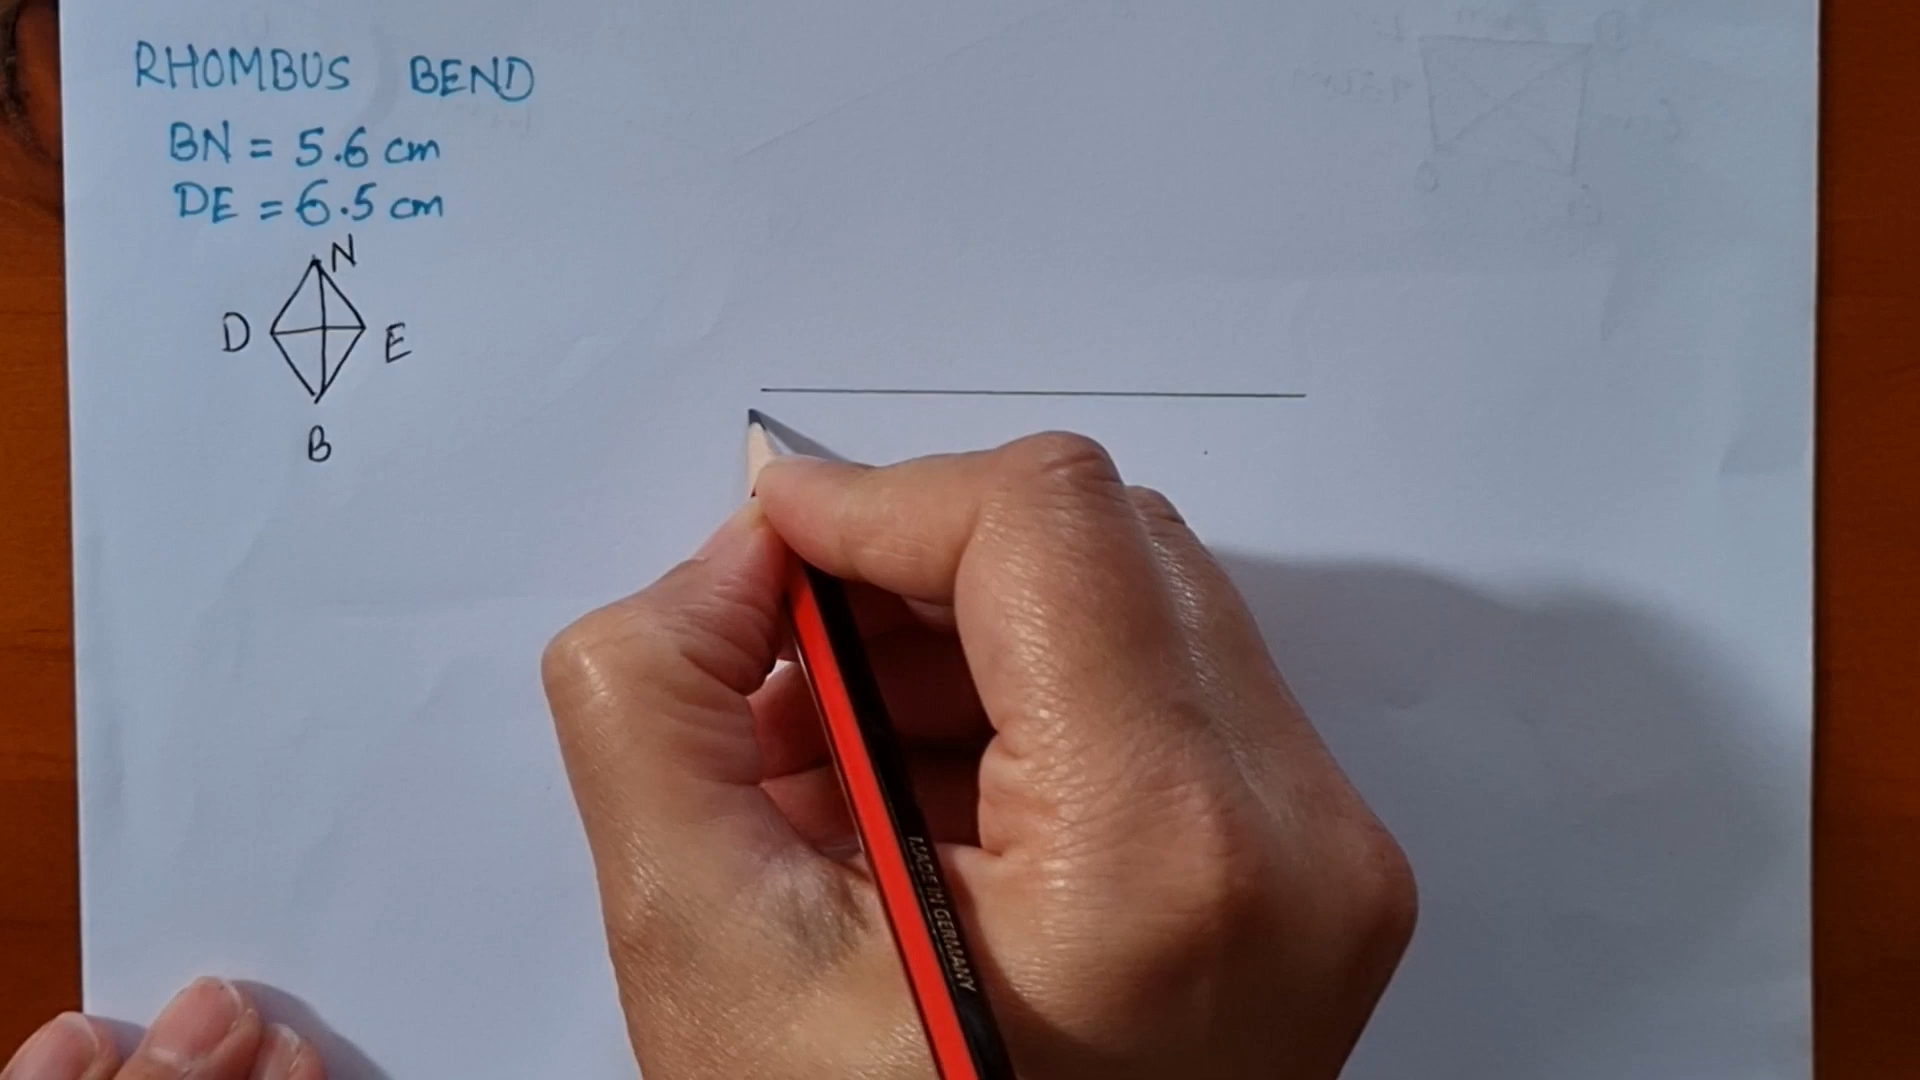 RHOMBUS BEND
BN = 5.6 cm
DE = 6.5 cm
N
D E
B
MADE IN GERMANY